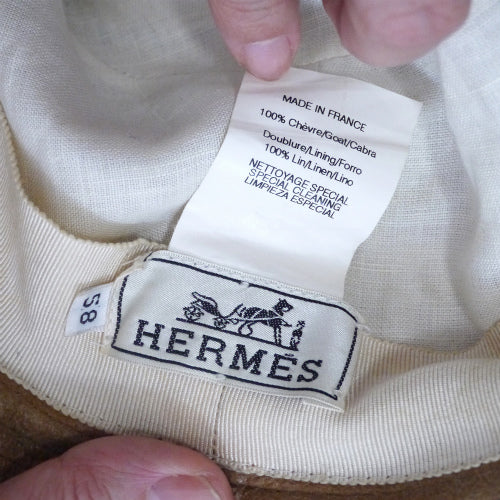 MADE IN FRANCE
100% Chèvre/Goat/Cabra
Doublure/Lining/Forro
100% Lin/Linen/Lino
NETTOYAGE SPECIAL
SPECIAL CLEANING
LIMPIEZA ESPECIAL
58
HERMÈS